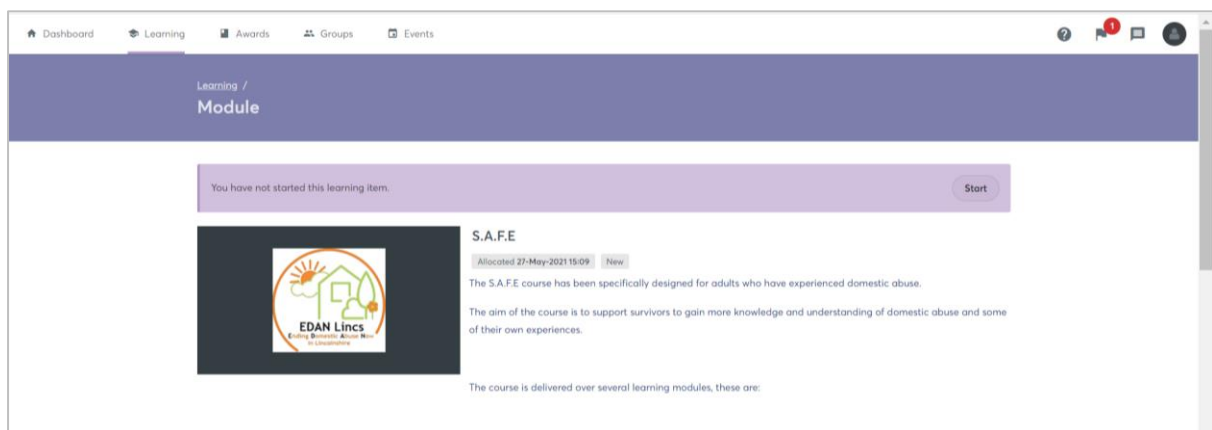 Dashboard Learning Awards Groups Events 1
Learning /
Module
You have not started this learning item. Start
S.A.F.E
Allocated 27-May-2021 15:09 New
The S.A.F.E course has been specifically designed for adults who have experienced domestic abuse.
The aim of the course is to support survivors to gain more knowledge and understanding of domestic abuse and some
of their own experiences.
EDAN Lincs
Ending Domestic Abuse Now
in Lincolnshire
The course is delivered over several learning modules, these are: